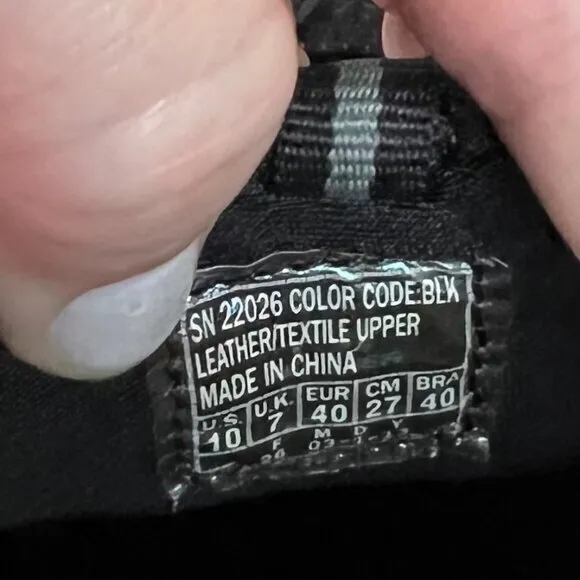 SN 22026 COLOR CODE:BLK
LEATHER/TEXTILE UPPER
MADE IN CHINA
U.S. U.K. EUR CM BRA
10 7 40 27 40
F M D Y